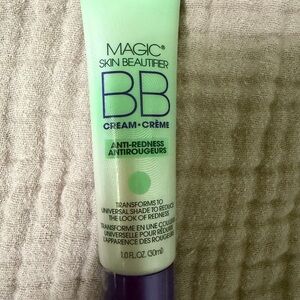 MAGIC®
SKIN BEAUTIFIER
BB
CREAM • CRÈME
ANTI-REDNESS
ANTIROUGEURS
TRANSFORMS TO
UNIVERSAL SHADE TO REDUCE
THE LOOK OF REDNESS
TRANSFORME EN UNE COULEUR
UNIVERSELLE POUR RÉDUIRE
L'APPARENCE DES ROUGEURS
1.0 FL. OZ. (30ml)